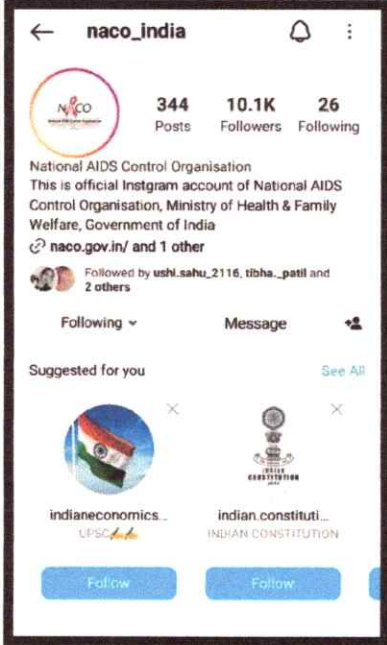 naco_india
NACO
344 10.1K 26
Posts Followers Following
National AIDS Control Organisation
This is official Instgram account of National AIDS
Control Organisation, Ministry of Health & Family
Welfare, Government of India
naco.gov.in/ and 1 other
Followed by ushi.sahu_2116, tibha._patil and
2 others
Following Message
Suggested for you See All
indianeconomics... indian.constituti...
UPSC INDIAN CONSTITUTION
INDIAN
CONSTITUTION
Follow Follow